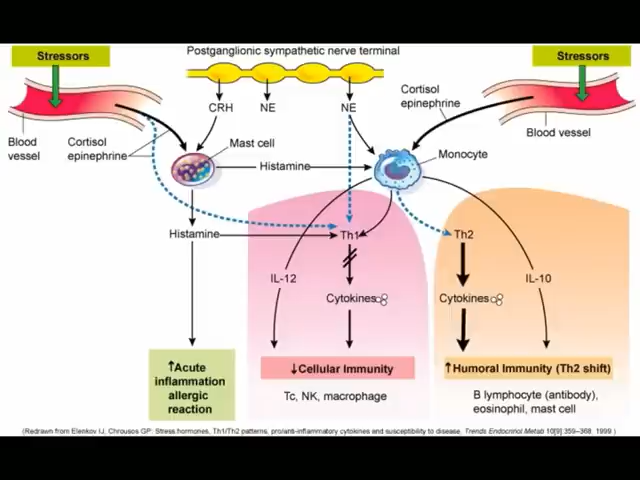 Stressors
Postganglionic sympathetic nerve terminal
Stressors
CRH
NE
NE
Cortisol
epinephrine
Blood
vessel
Cortisol
epinephrine
Mast cell
Histamine
Monocyte
Blood vessel
Histamine
Th1
Th2
IL-12
IL-10
Cytokines
Cytokines
↑Acute
inflammation
allergic
reaction
↓Cellular Immunity
↑Humoral Immunity (Th2 shift)
Tc, NK, macrophage
B lymphocyte (antibody),
eosinophil, mast cell
(Redrawn from Elenkov IJ, Chrousos GP: Stress hormones, Th1/Th2 patterns, pro/anti-inflammatory cytokines and susceptibility to disease, Trends Endocrinol Metab 10[9] 359–368, 1999.)